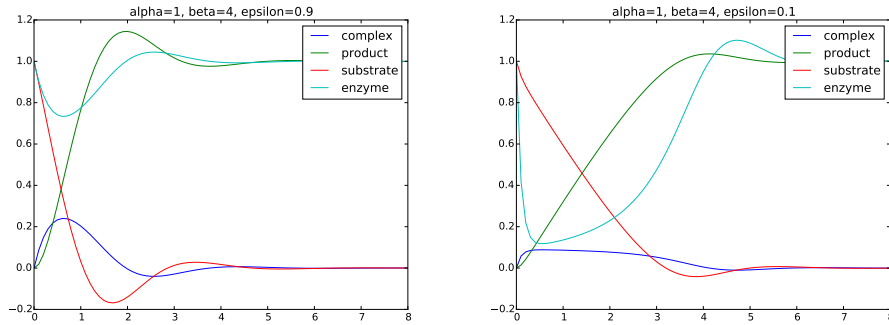 alpha=1, beta=4, epsilon=0.9
1.2
1.0
0.8
0.6
0.4
0.2
0.0
−0.2
0 1 2 3 4 5 6 7 8
complex
product
substrate
enzyme
alpha=1, beta=4, epsilon=0.1
1.2
1.0
0.8
0.6
0.4
0.2
0.0
−0.2
0 1 2 3 4 5 6 7 8
complex
product
substrate
enzyme